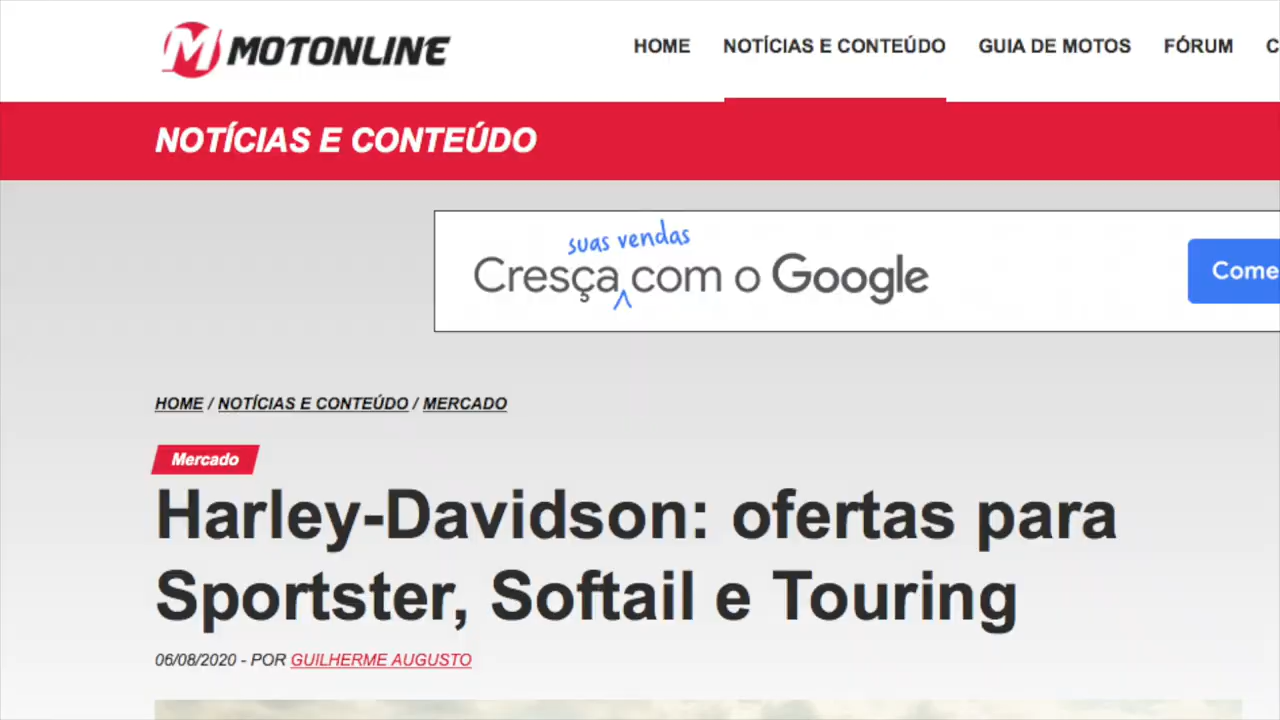 MOTONLINE
HOME NOTÍCIAS E CONTEÚDO GUIA DE MOTOS FÓRUM C
NOTÍCIAS E CONTEÚDO
suas vendas
Cresça com o Google
Come
HOME / NOTÍCIAS E CONTEÚDO / MERCADO
Mercado
Harley-Davidson: ofertas para
Sportster, Softail e Touring
06/08/2020 - POR GUILHERME AUGUSTO